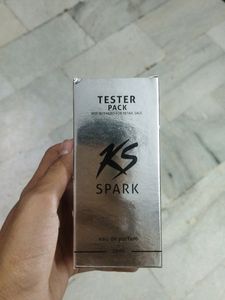 TESTER
PACK
NOT INTENDED FOR RETAIL SALE
KS
SPARK
eau de parfum